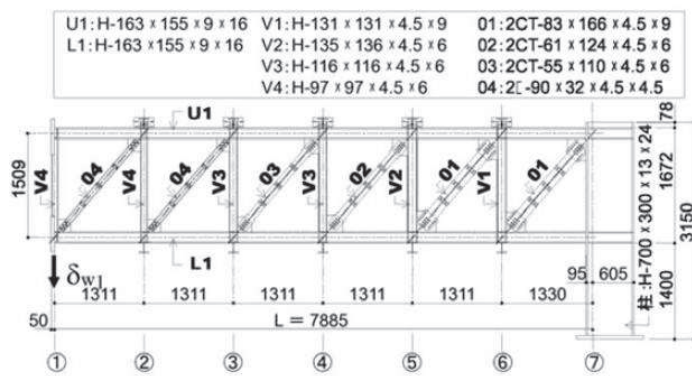 U1:H-163 x 155 x 9 x 16 V1:H-131 x 131 x 4.5 x 9 01:2CT-83 x 166 x 4.5 x 9
L1:H-163 x 155 x 9 x 16 V2:H-135 x 136 x 4.5 x 6 02:2CT-61 x 124 x 4.5 x 6
V3:H-116 x 116 x 4.5 x 6 03:2CT-55 x 110 x 4.5 x 6
V4:H-97 x 97 x 4.5 x 6 04:2[-90 x 32 x 4.5 x 4.5
U1
78
1509
V4 04 V4 04 V3 03 V3 02 V2 01 V1 01
柱:H-700 x 300 x 13 x 24
1672
3150
L1
δw1
95 605
1400
1311 1311 1311 1311 1311 1330
50 L = 7885
① ② ③ ④ ⑤ ⑥ ⑦